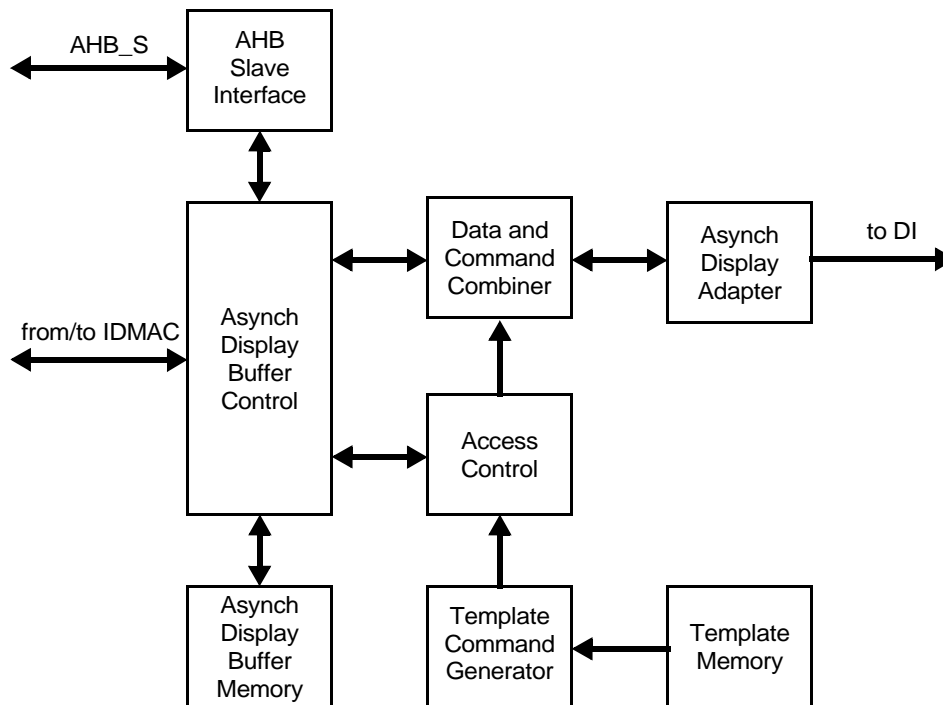 AHB_S
AHB
Slave
Interface
Data and
Command
Combiner
Asynch
Display
Adapter
to DI
from/to IDMAC
Asynch
Display
Buffer
Control
Access
Control
Asynch
Display
Buffer
Memory
Template
Command
Generator
Template
Memory